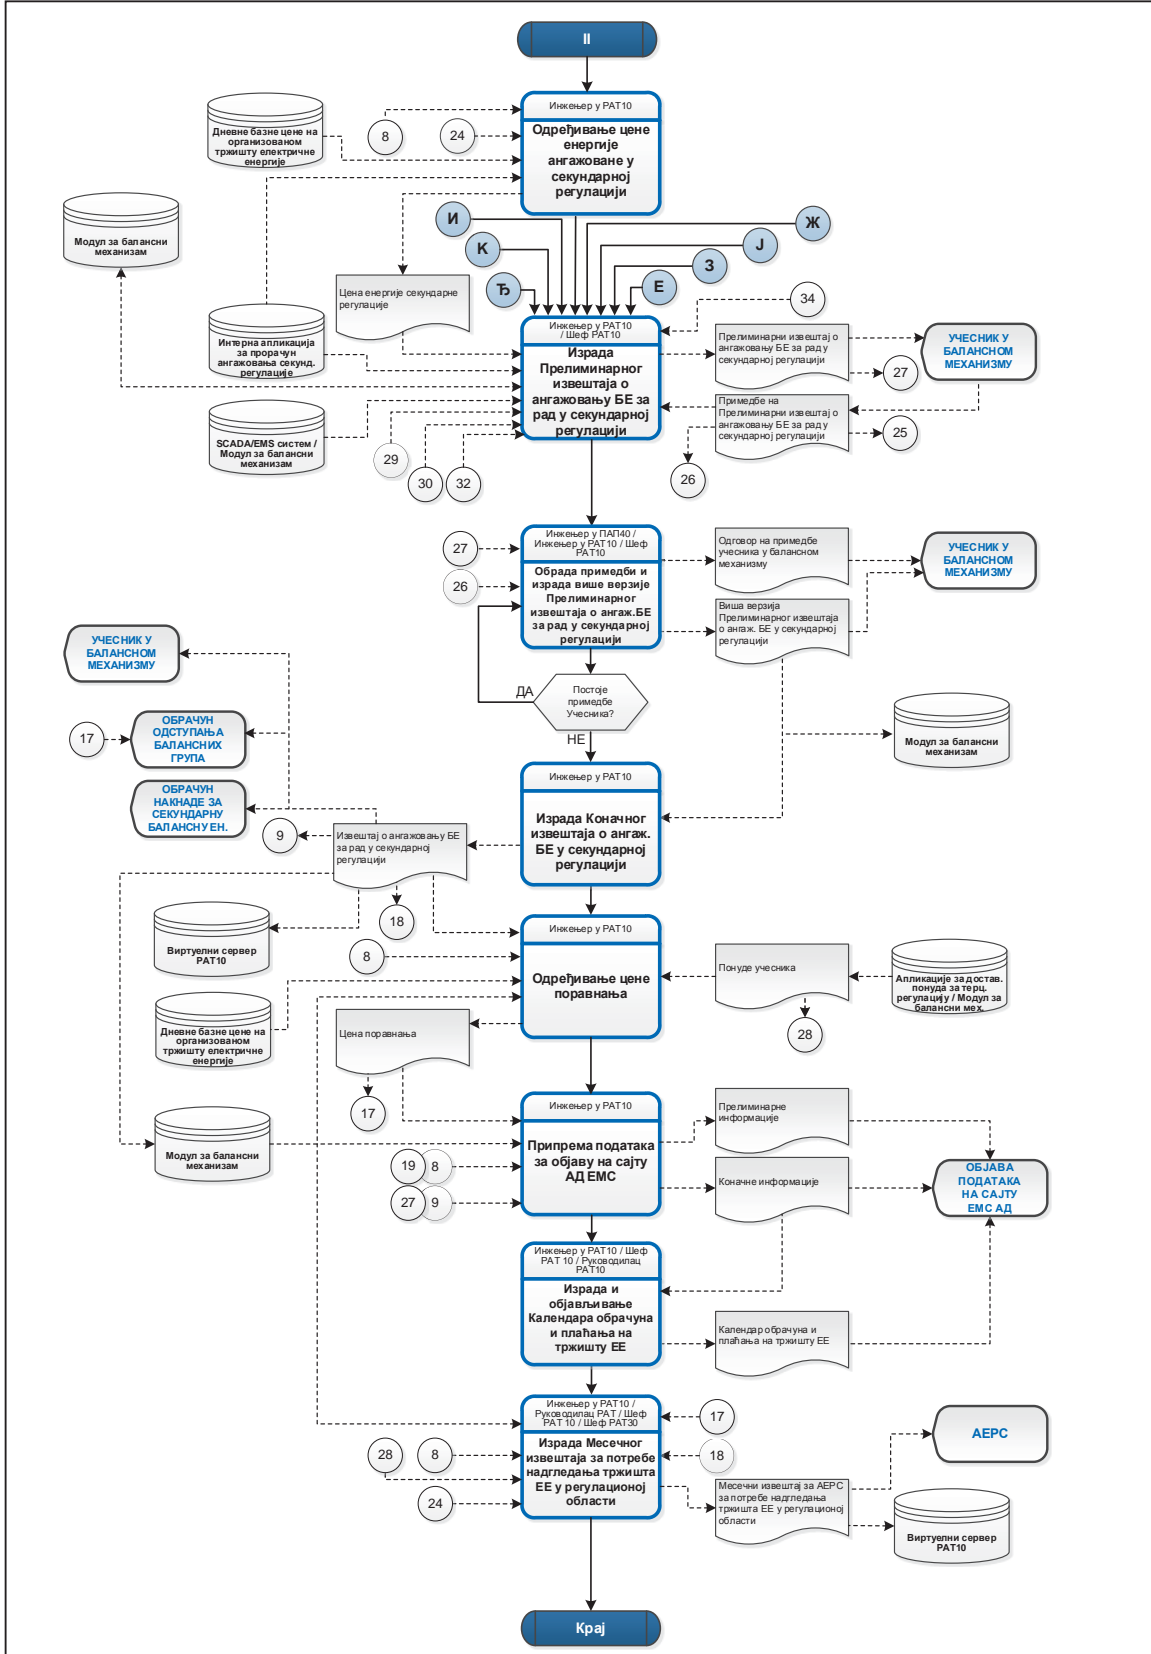 II
Инжењер у РАТ10
Одређивање цене
енергије
ангажоване у
секундарној
регулацији
Дневне базне цене на
организованом
тржишту електричне
енергије
8
24
Модул за балансни
механизам
И
К
Ђ
Ж
Ј
З
Е
Цена енергије секундарне
регулације
34
Интерна апликација
за прорачун
ангажовања секунд.
регулације
Инжењер у РАТ10
/ Шеф РАТ10
Израда
Прелиминарног
извештаја о
ангажовању БЕ за
рад у секундарној
регулацији
Прелиминарни извештај о
ангажовању БЕ за рад у
секундарној регулацији
УЧЕСНИК У
БАЛАНСНОМ
МЕХАНИЗМУ
27
Примедбе на
Прелиминарни извештај о
ангажовању БЕ за рад у
секундарној регулацији
25
26
SCADA/EMS систем /
Модул за балансни
механизам
29
30
32
Инжењер у ПАП40 /
Инжењер у РАТ10 / Шеф
РАТ10
Обрада примедби и
израда више верзије
Прелиминарног
извештаја о ангаж.БЕ
за рад у секундарној
регулацији
27
26
Одговор на примедбе
учесника у балансном
механизму
УЧЕСНИК У
БАЛАНСНОМ
МЕХАНИЗМУ
Виша верзија
Прелиминарног извештаја
о ангаж. БЕ у секундарној
регулацији
УЧЕСНИК У
БАЛАНСНОМ
МЕХАНИЗМУ
ДА
Постоје
примедбе
Учесника?
НЕ
17
ОБРАЧУН
ОДСТУПАЊА
БАЛАНСНИХ
ГРУПА
Модул за балансни
механизам
ОБРАЧУН
НАКНАДЕ ЗА
СЕКУНДАРНУ
БАЛАНСНУ ЕН.
Инжењер у РАТ10
Израда Коначног
извештаја о ангаж.
БЕ у секундарној
регулацији
9
Извештај о ангажовању БЕ
за рад у секундарној
регулацији
18
Виртуелни сервер
РАТ10
8
Инжењер у РАТ10
Одређивање цене
поравнања
Понуде учесника
Апликације за достав.
понуда за терц.
регулацију / Модул за
балансни мех.
28
Дневне базне цене на
организованом
тржишту електричне
енергије
Цена поравнања
17
Модул за балансни
механизам
Инжењер у РАТ10
Припрема података
за објаву на сајту
АД ЕМС
19
8
27
9
Прелиминарне
информације
Коначне информације
ОБЈАВА
ПОДАТАКА
НА САЈТУ
ЕМС АД
Инжењер у РАТ10 / Шеф
РАТ 10 / Руководилац
РАТ10
Израда и
објављивање
Календара обрачуна
и плаћања на
тржишту ЕЕ
Календар обрачуна и
плаћања на тржишту ЕЕ
Инжењер у РАТ10 /
Руководилац РАТ / Шеф
РАТ 10 / Шеф РАТ30
Израда Месечног
извештаја за потребе
надгледања тржишта
ЕЕ у регулационој
области
17
18
28
8
24
АЕРС
Месечни извештај за АЕРС
за потребе надгледања
тржишта ЕЕ у регулационој
области
Виртуелни сервер
РАТ10
Крај